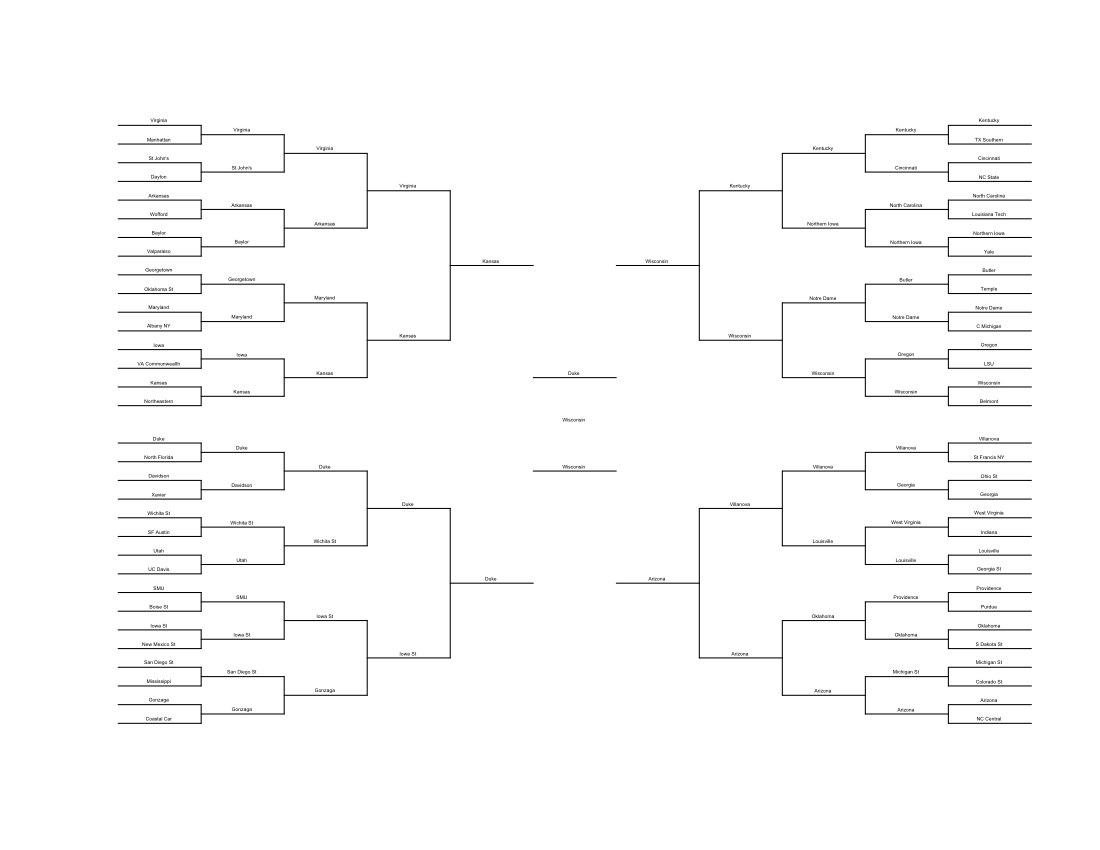 Virginia
Manhattan
St John's
Dayton
Arkansas
Wofford
Baylor
Valparaiso
Georgetown
Oklahoma St
Maryland
Albany NY
Iowa
VA Commonwealth
Kansas
Northeastern
Duke
North Florida
Davidson
Xavier
Wichita St
SF Austin
Utah
UC Davis
SMU
Boise St
Iowa St
New Mexico St
San Diego St
Mississippi
Gonzaga
Coastal Car
Virginia
St John's
Arkansas
Baylor
Georgetown
Maryland
Iowa
Kansas
Duke
Davidson
Wichita St
Utah
SMU
Iowa St
San Diego St
Gonzaga
Virginia
Arkansas
Maryland
Kansas
Duke
Wichita St
Iowa St
Gonzaga
Virginia
Kansas
Duke
Iowa St
Kansas
Duke
Duke
Wisconsin
Wisconsin
Wisconsin
Arizona
Kentucky
Wisconsin
Villanova
Arizona
Kentucky
Northern Iowa
Notre Dame
Wisconsin
Villanova
Louisville
Oklahoma
Arizona
Kentucky
Cincinnati
North Carolina
Northern Iowa
Butler
Notre Dame
Oregon
Wisconsin
Villanova
Georgia
West Virginia
Louisville
Providence
Oklahoma
Michigan St
Arizona
Kentucky
TX Southern
Cincinnati
NC State
North Carolina
Louisiana Tech
Northern Iowa
Yale
Butler
Temple
Notre Dame
C Michigan
Oregon
LSU
Wisconsin
Belmont
Villanova
St Francis NY
Ohio St
Georgia
West Virginia
Indiana
Louisville
Georgia St
Providence
Purdue
Oklahoma
S Dakota St
Michigan St
Colorado St
Arizona
NC Central